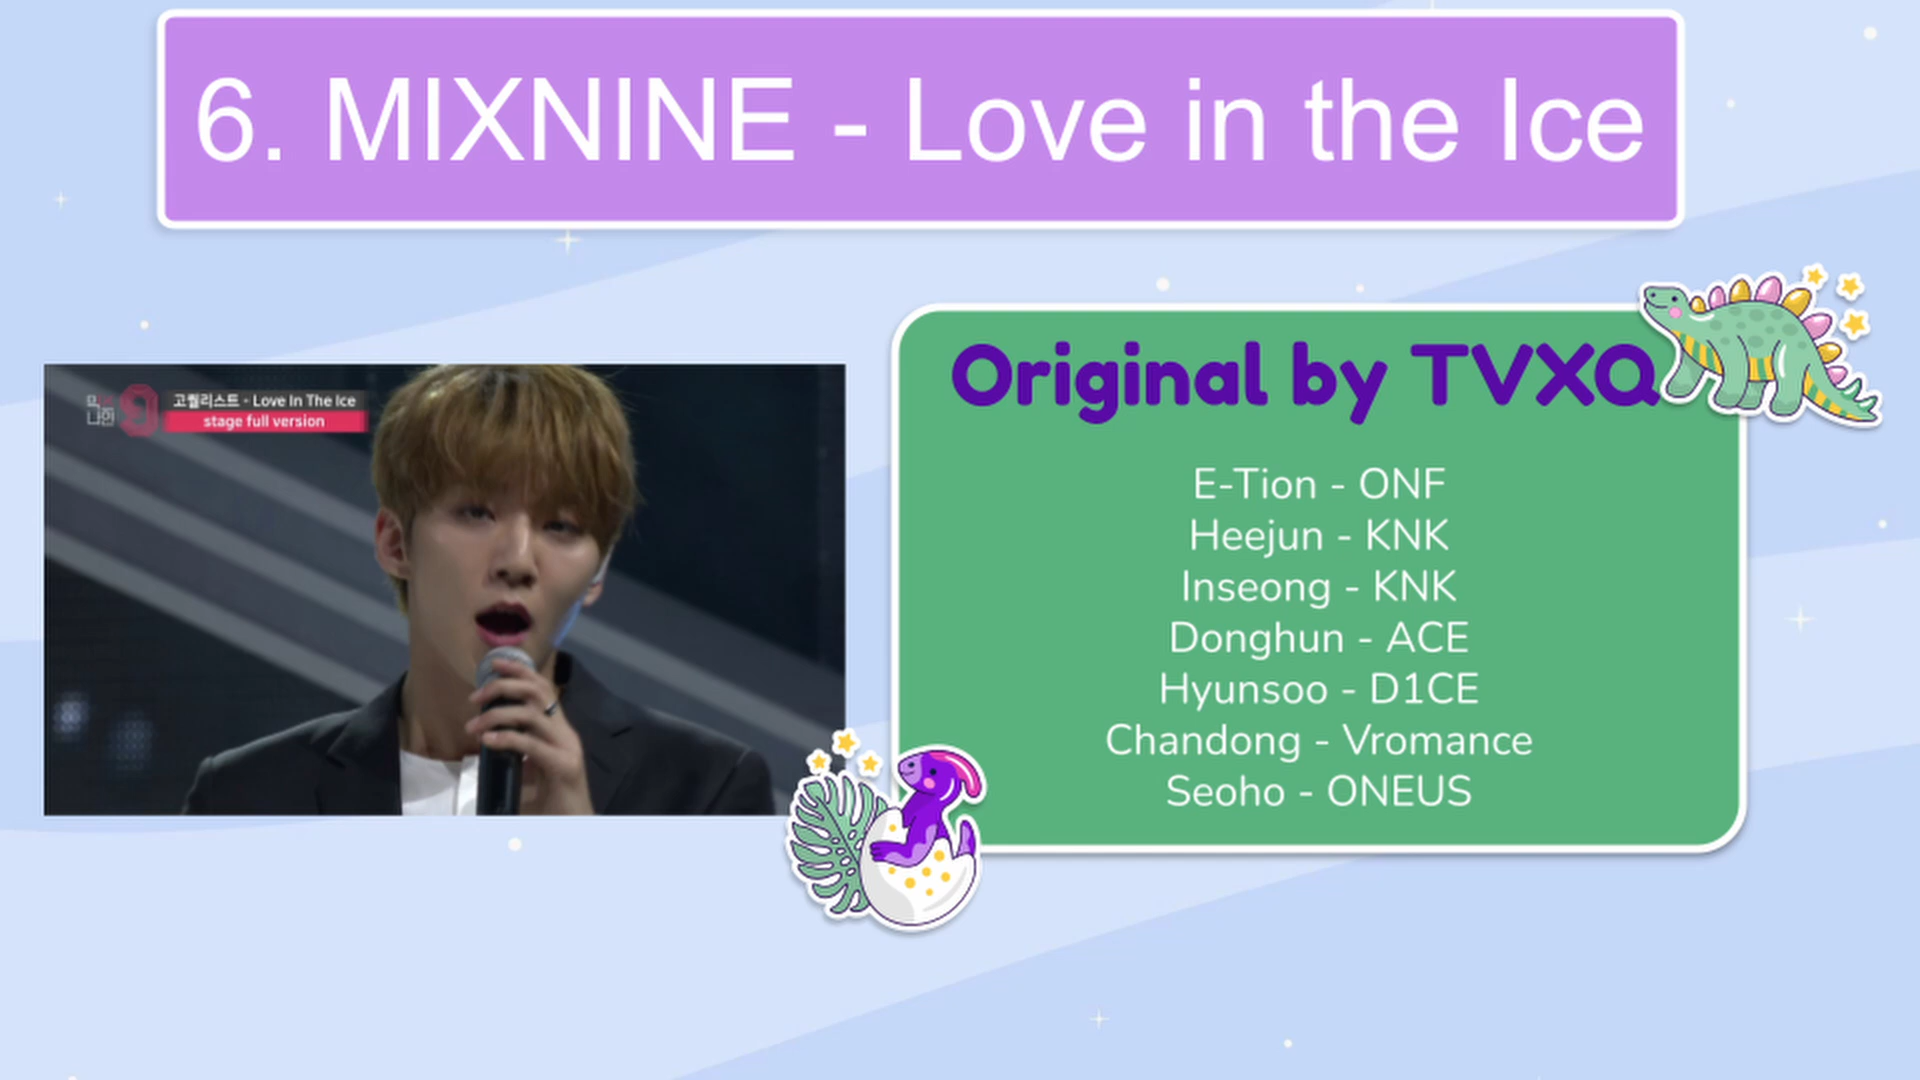 6. MIXNINE - Love in the Ice
고퀄리스트 - Love In The Ice
stage full version
Original by TVXQ
E-Tion - ONF
Heejun - KNK
Inseong - KNK
Donghun - ACE
Hyunsoo - D1CE
Chandong - Vromance
Seoho - ONEUS